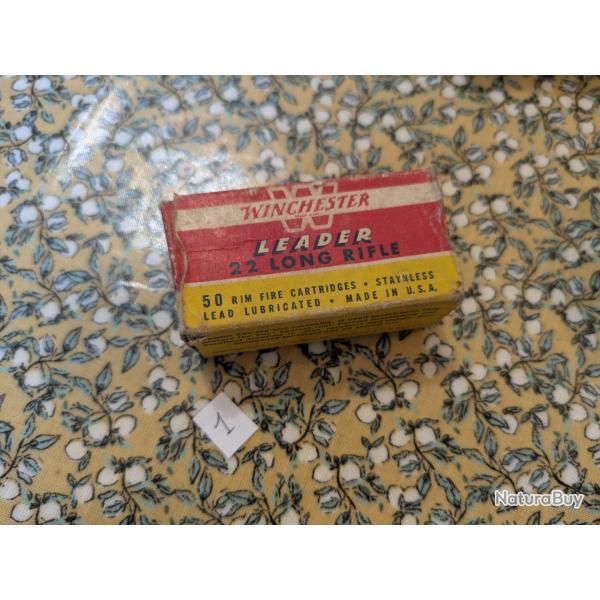 WINCHESTER
LEADER
22 LONG RIFLE
50 RIM FIRE CARTRIDGES • STAYNLESS
LEAD LUBRICATED • MADE IN U.S.A.
1
NaturaBuy